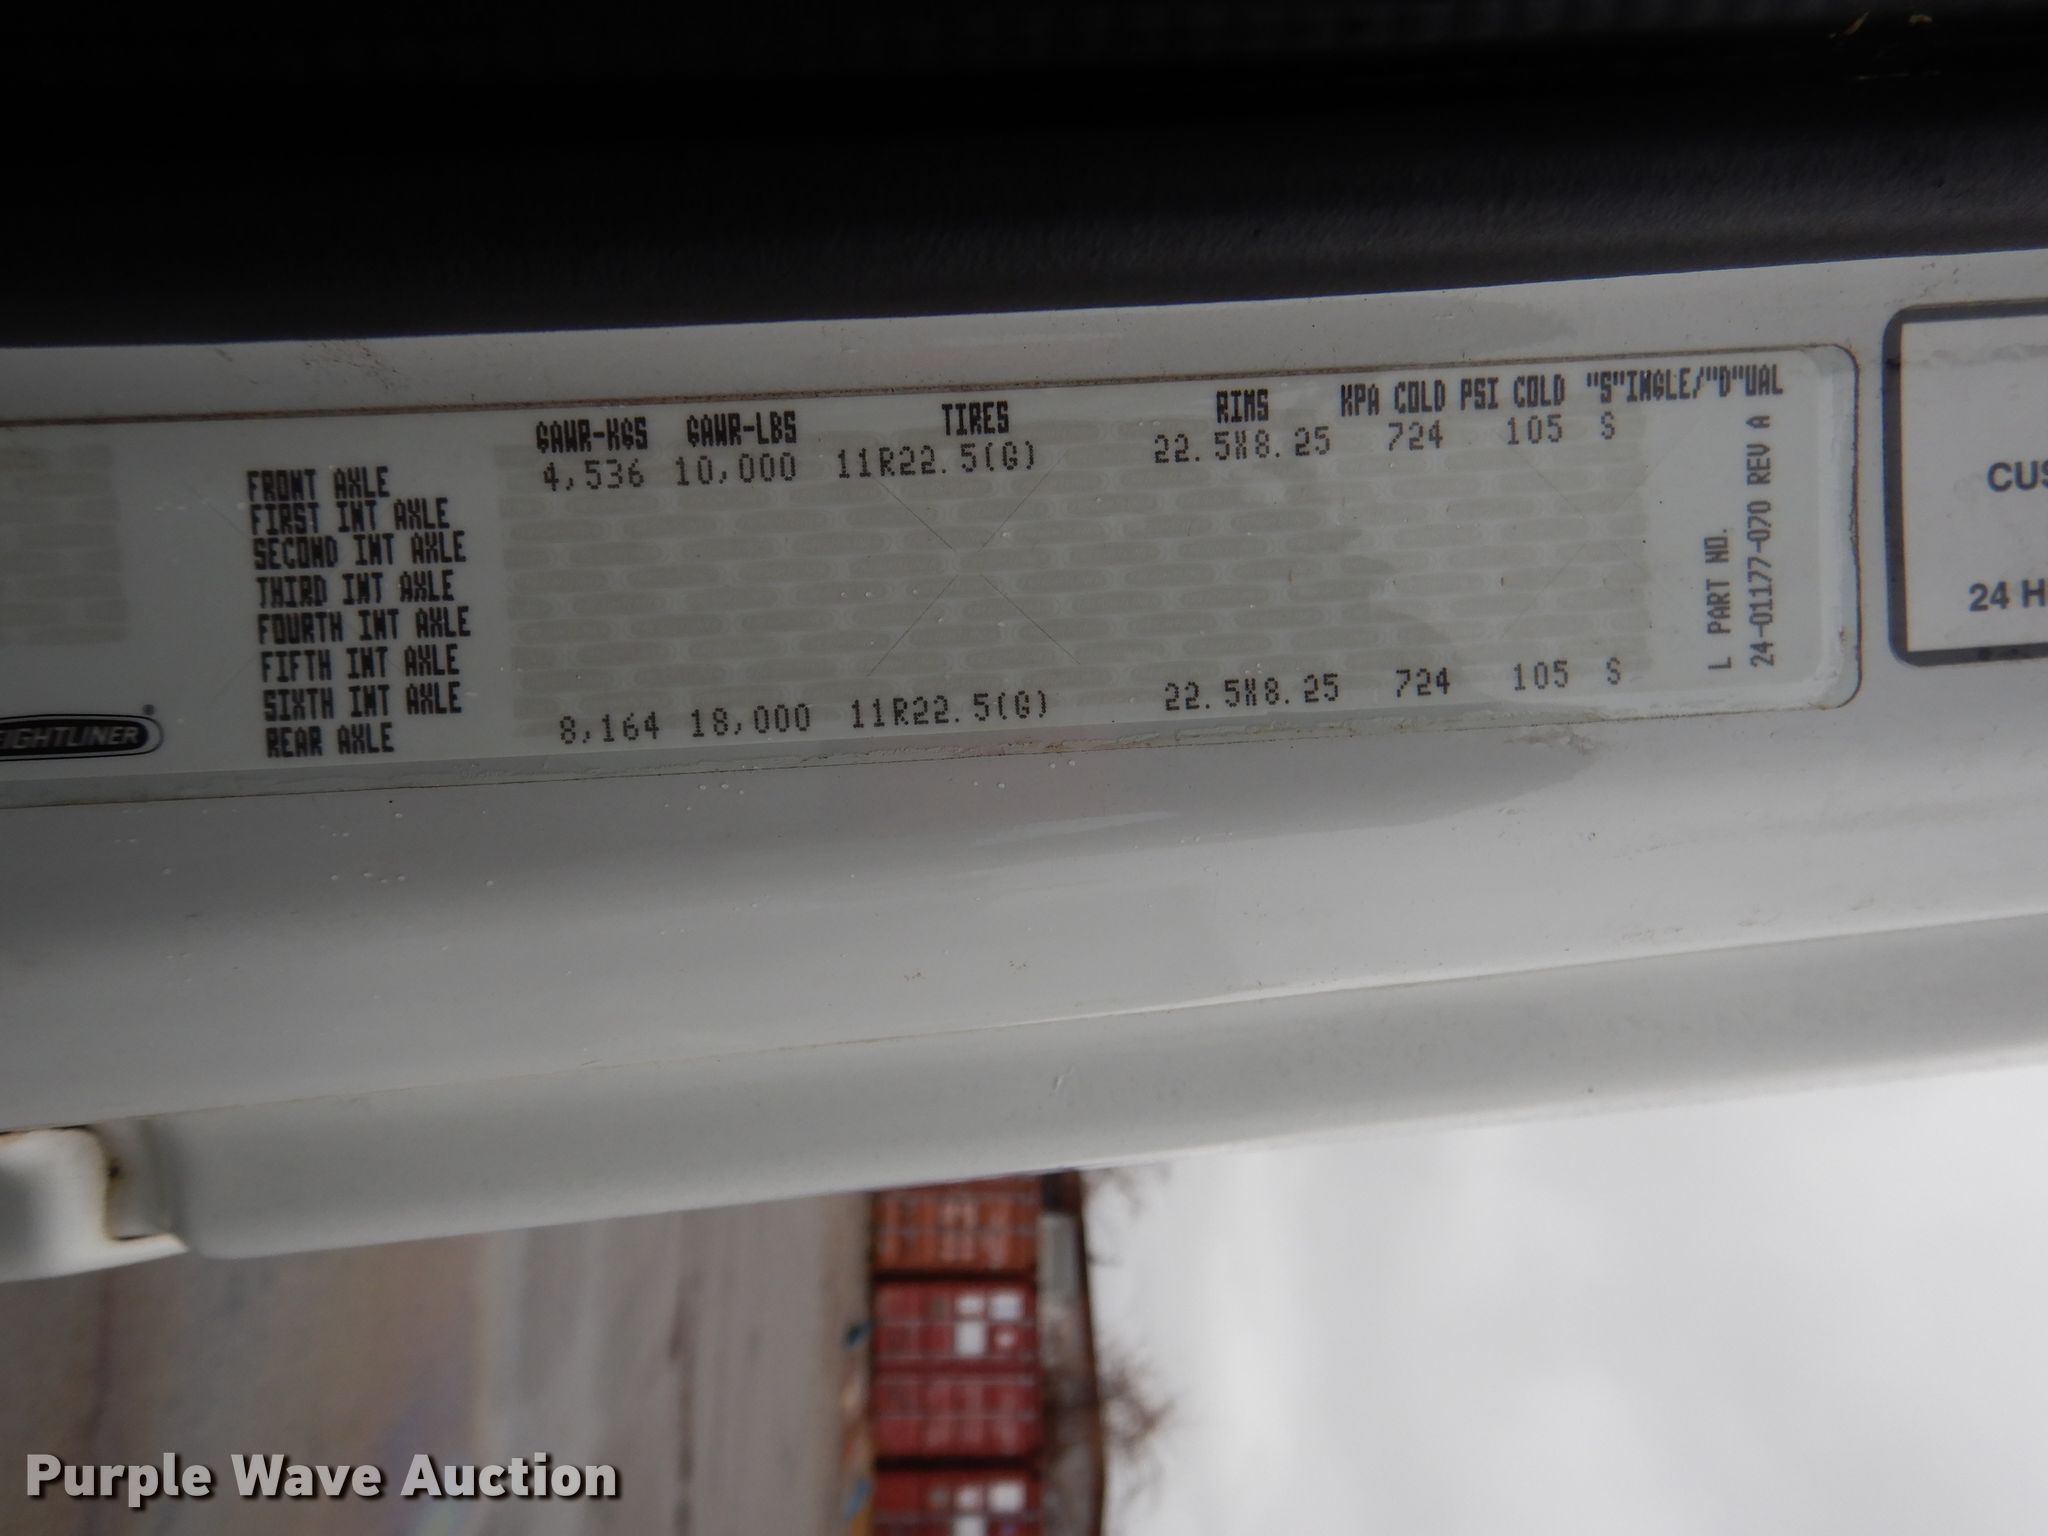 GAWR-KGS GAWR-LBS TIRES RIMS KPA COLD PSI COLD "S"INGLE/"D"UAL
FRONT AXLE 4,536 10,000 11R22.5(G) 22.5X8.25 724 105 S
FIRST INT AXLE
SECOND INT AXLE
THIRD INT AXLE
FOURTH INT AXLE
FIFTH INT AXLE
SIXTH INT AXLE
REAR AXLE 8,164 18,000 11R22.5(G) 22.5X8.25 724 105 S
L PART NO.
24-01177-070 REV A
EIGHTLINER®
CUS
24 H
Purple Wave Auction